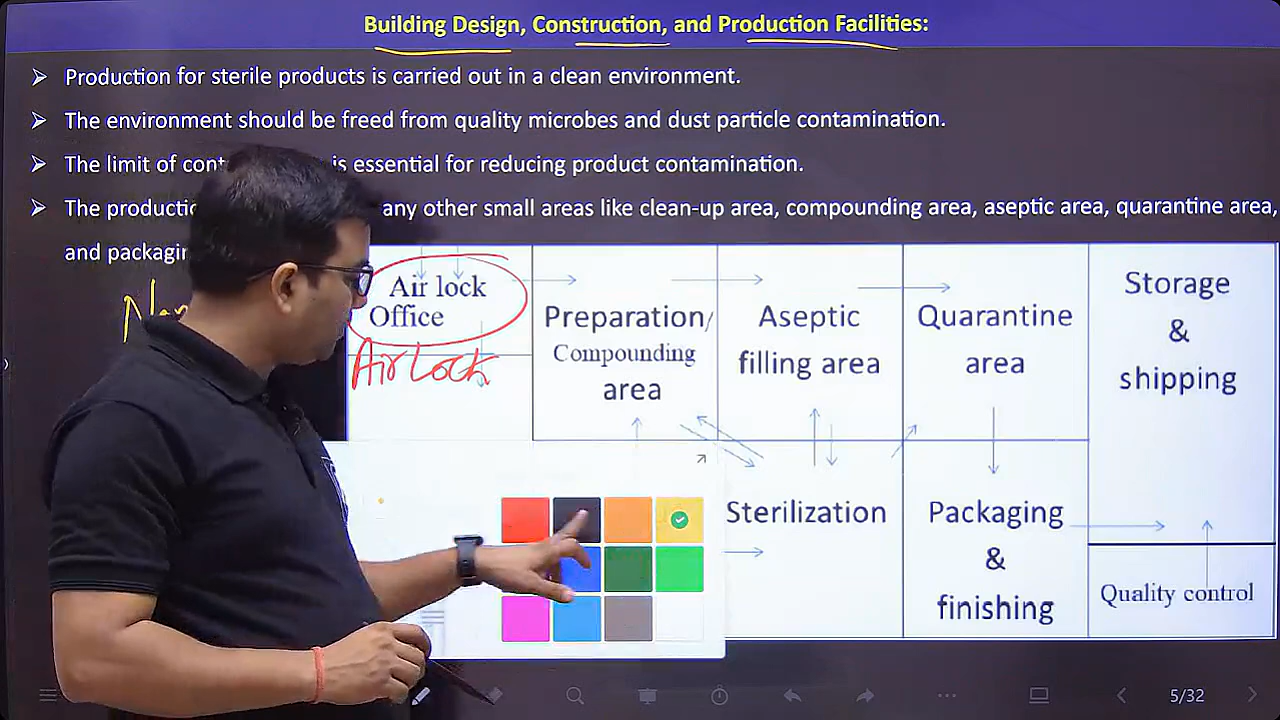 Building Design, Construction, and Production Facilities:
Production for sterile products is carried out in a clean environment.
The environment should be freed from quality microbes and dust particle contamination.
The limit of is essential for reducing product contamination.
The any other small areas like clean-up area, compounding area, aseptic area, quarantine area,
and
Air lock
Office
Air Lock
Preparation/
Compounding
area
Aseptic
filling area
Quarantine
area
Storage
&
shipping
Sterilization
Packaging
&
finishing
Quality control
5/32